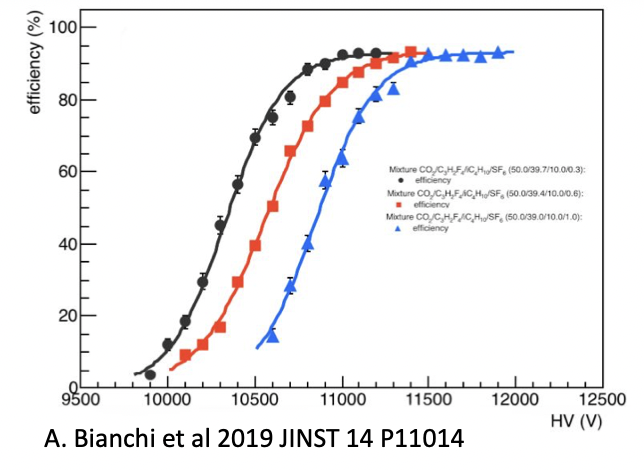 efficiency (%)
100
80
60
40
20
0
9500 10000 10500 11000 11500 12000 12500
HV (V)
Mixture CO₂/C₃H₂F₄/iC₄H₁₀/SF₆ (50.0/39.7/10.0/0.3):
efficiency
Mixture CO₂/C₃H₂F₄/iC₄H₁₀/SF₆ (50.0/39.4/10.0/0.6):
efficiency
Mixture CO₂/C₃H₂F₄/iC₄H₁₀/SF₆ (50.0/39.0/10.0/1.0):
efficiency
A. Bianchi et al 2019 JINST 14 P11014